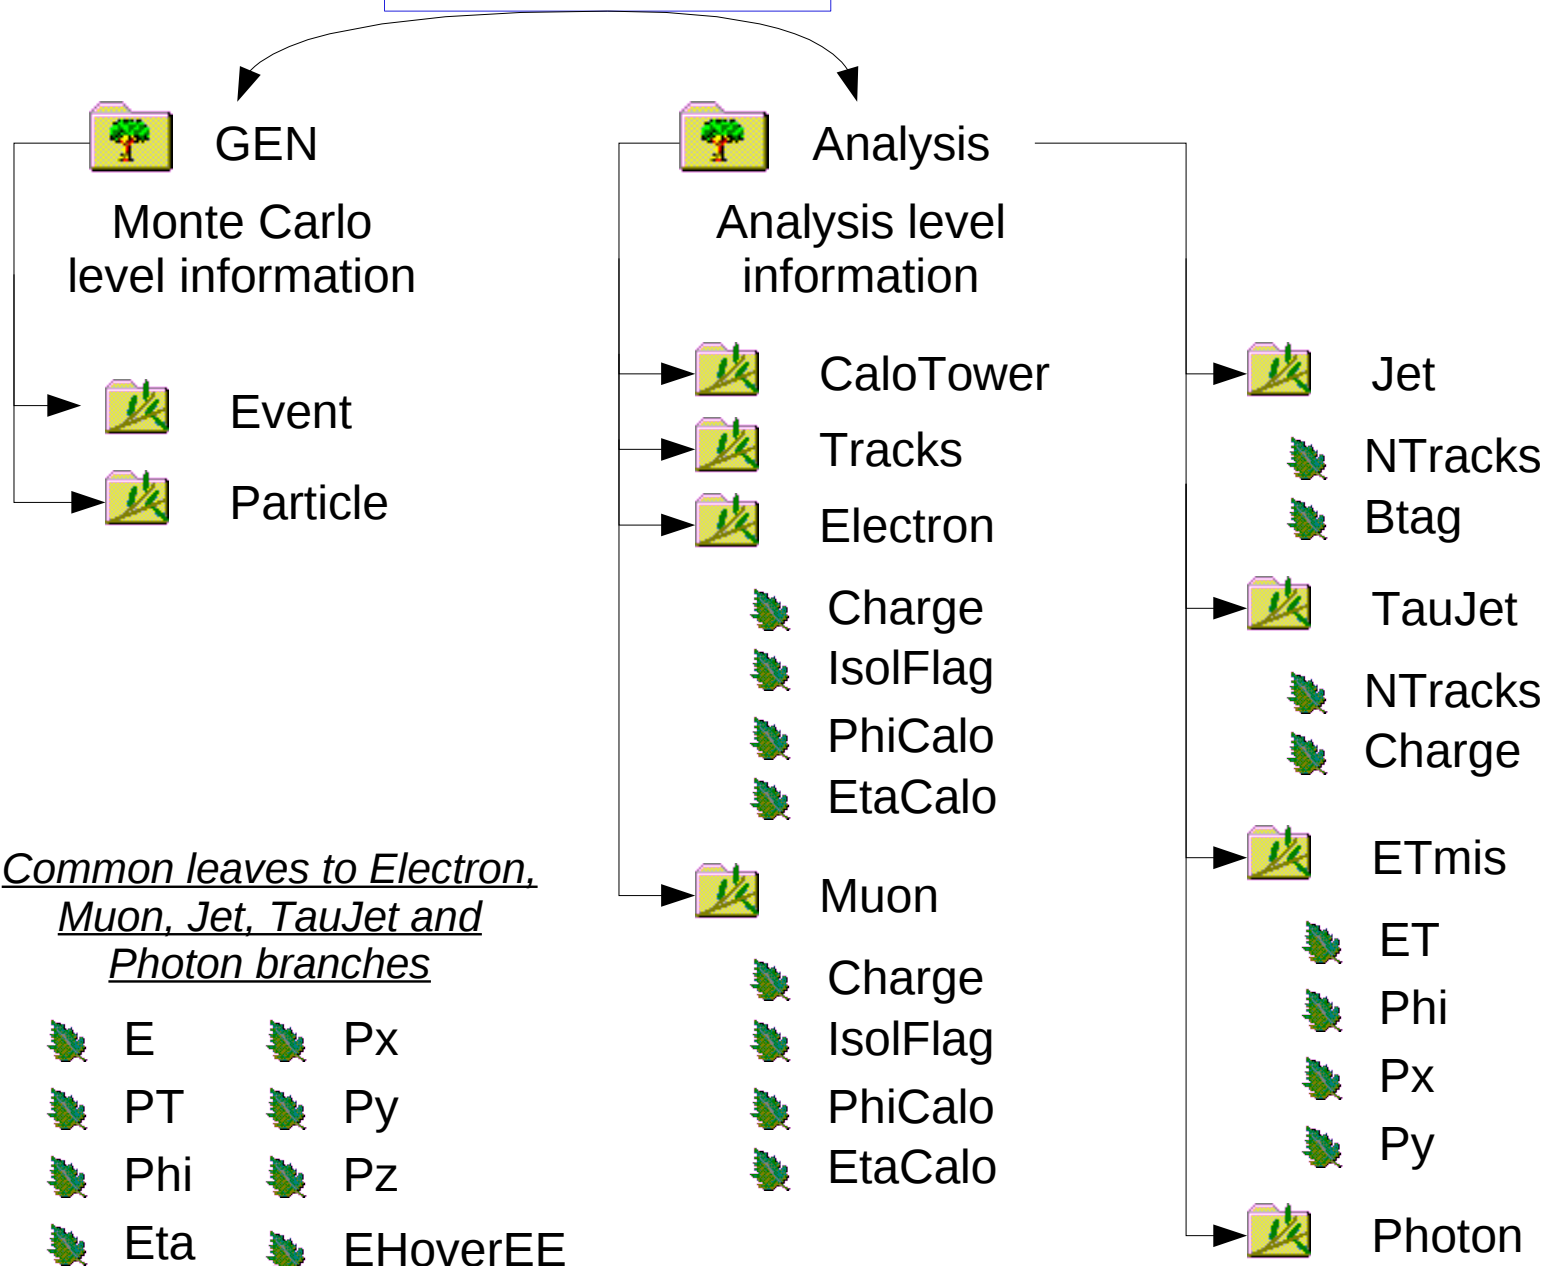 GEN
Monte Carlo
level information
Event
Particle
Common leaves to Electron,
Muon, Jet, TauJet and
Photon branches
E
Px
PT
Py
Phi
Pz
Eta
EHoverEE
Analysis
Analysis level
information
CaloTower
Tracks
Electron
Charge
IsolFlag
PhiCalo
EtaCalo
Muon
Charge
IsolFlag
PhiCalo
EtaCalo
Jet
NTracks
Btag
TauJet
NTracks
Charge
ETmis
ET
Phi
Px
Py
Photon